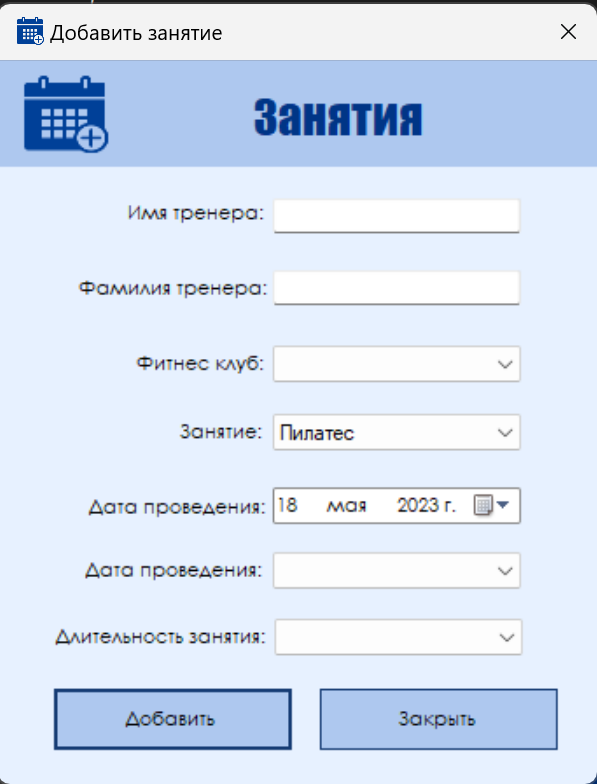 Добавить занятие
Занятия
Имя тренера:
Фамилия тренера:
Фитнес клуб:
Занятие: Пилатес
Дата проведения: 18 мая 2023 г.
Дата проведения:
Длительность занятия:
Добавить Закрыть